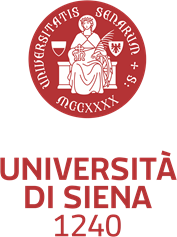 UNIVERSITATIS SENARUM + S:
MCCXXXX
UNIVERSITÀ
DI SIENA
1240